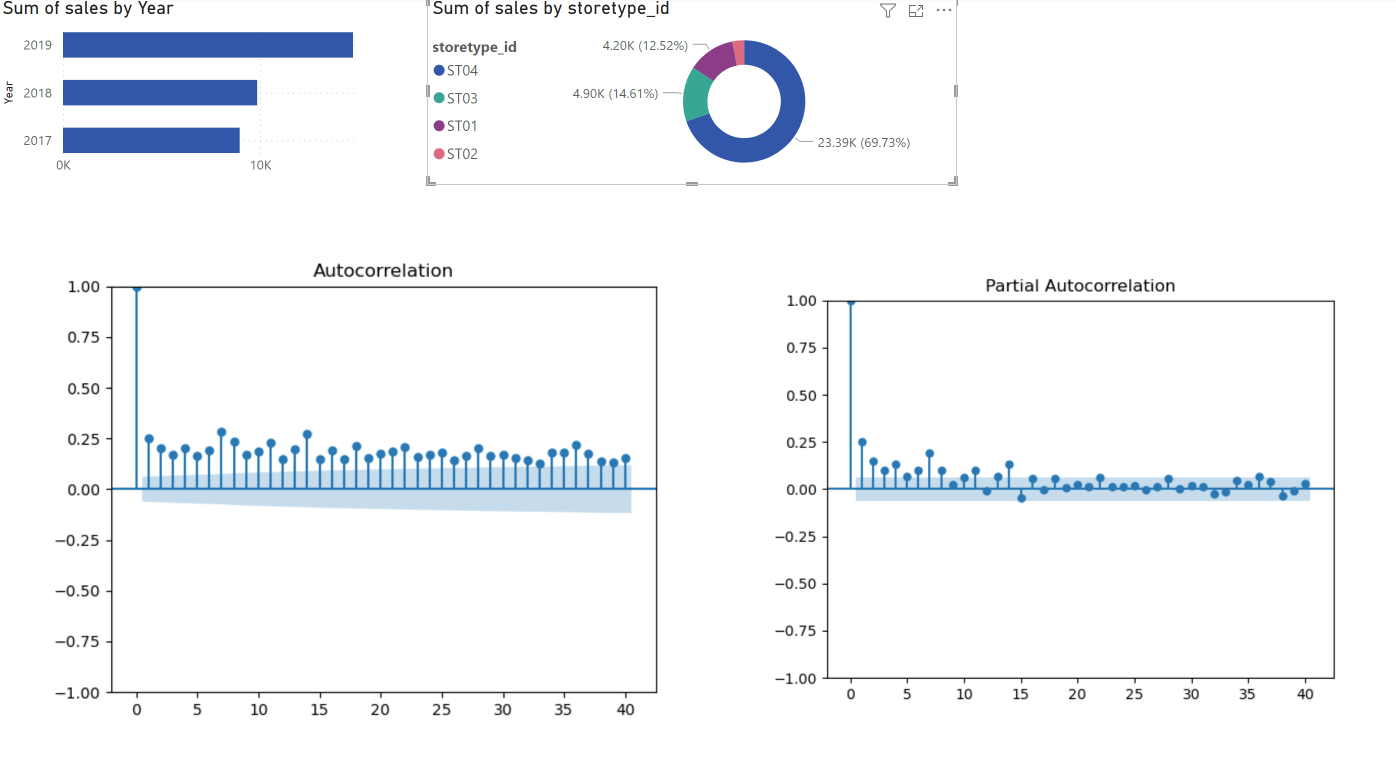 Sum of sales by Year
Year
2019
2018
2017
0K 10K
Sum of sales by storetype_id
storetype_id
ST04
ST03
ST01
ST02
4.20K (12.52%)
4.90K (14.61%)
23.39K (69.73%)
Autocorrelation
1.00
0.75
0.50
0.25
0.00
−0.25
−0.50
−0.75
−1.00
0 5 10 15 20 25 30 35 40
Partial Autocorrelation
1.00
0.75
0.50
0.25
0.00
−0.25
−0.50
−0.75
−1.00
0 5 10 15 20 25 30 35 40